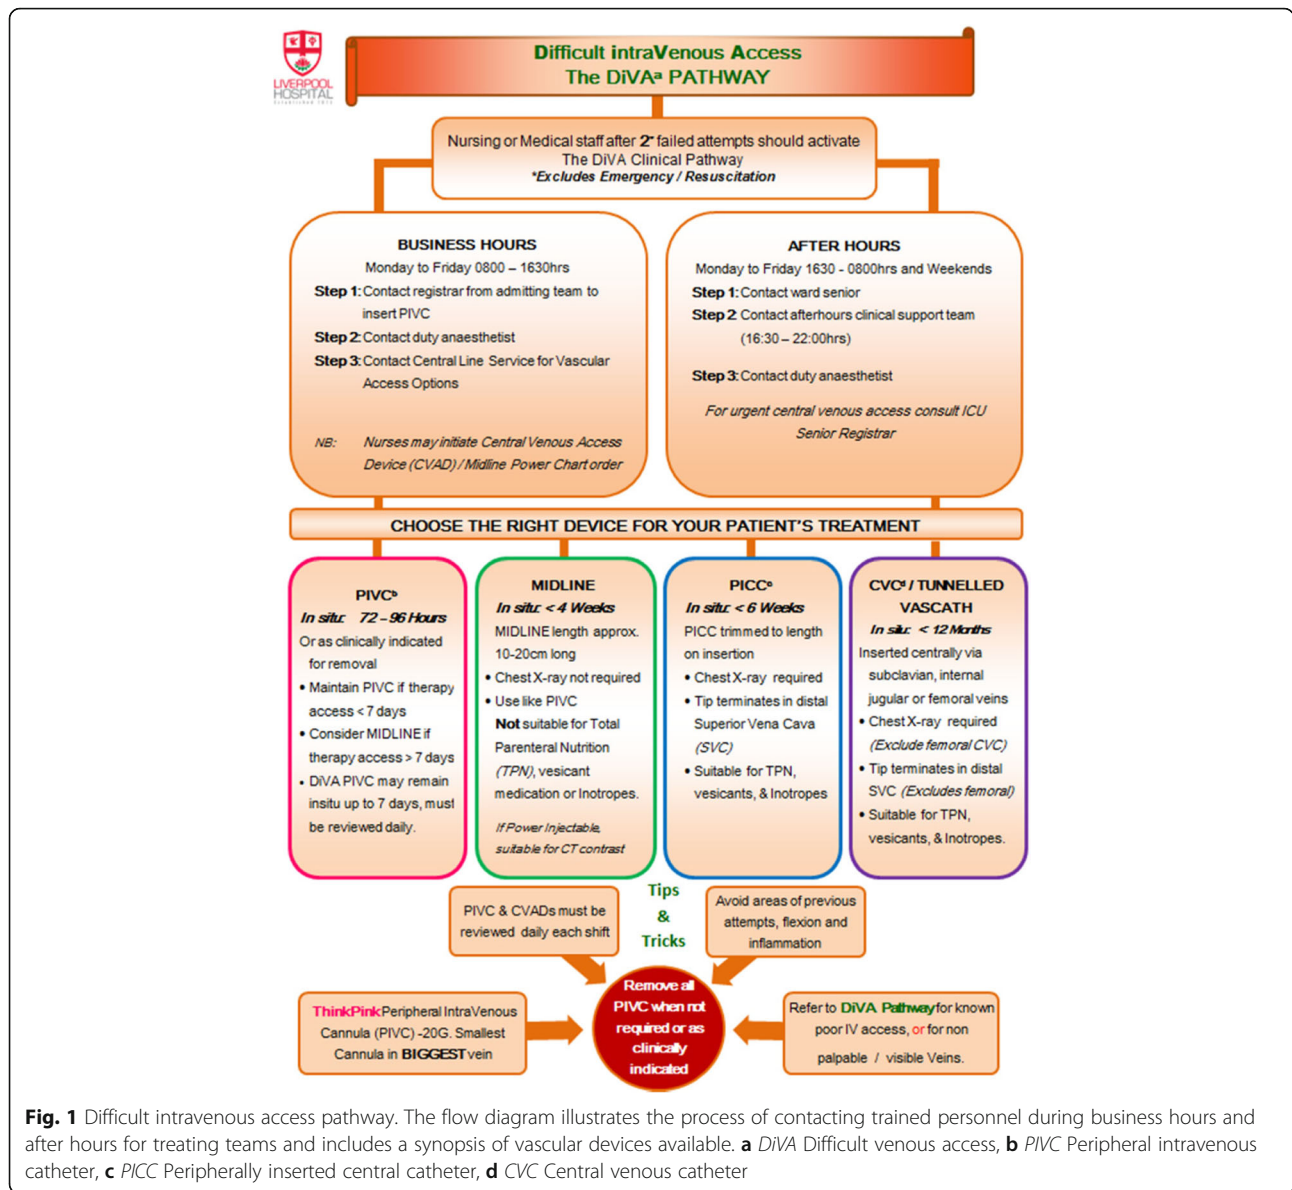 LIVERPOOL
HOSPITAL
Difficult intraVenous Access
The DiVAa PATHWAY
Nursing or Medical staff after 2* failed attempts should activate
The DiVA Clinical Pathway
*Excludes Emergency / Resuscitation
BUSINESS HOURS
Monday to Friday 0800 – 1630hrs
Step 1: Contact registrar from admitting team to
insert PIVC
Step 2: Contact duty anaesthetist
Step 3: Contact Central Line Service for Vascular
Access Options
NB: Nurses may initiate Central Venous Access
Device (CVAD) / Midline Power Chart order
AFTER HOURS
Monday to Friday 1630 - 0800hrs and Weekends
Step 1: Contact ward senior
Step 2: Contact afterhours clinical support team
(16:30 – 22:00hrs)
Step 3: Contact duty anaesthetist
For urgent central venous access consult ICU
Senior Registrar
CHOOSE THE RIGHT DEVICE FOR YOUR PATIENT'S TREATMENT
PIVCb
In situ: 72 – 96 Hours
Or as clinically indicated
for removal
• Maintain PIVC if therapy
access < 7 days
• Consider MIDLINE if
therapy access > 7 days
• DiVA PIVC may remain
insitu up to 7 days, must
be reviewed daily.
MIDLINE
In situ: < 4 Weeks
MIDLINE length approx.
10-20cm long
• Chest X-ray not required
• Use like PIVC
Not suitable for Total
Parenteral Nutrition
(TPN), vesicant
medication or Inotropes.
If Power Injectable,
suitable for CT contrast
PICCc
In situ: < 6 Weeks
PICC trimmed to length
on insertion
• Chest X-ray required
• Tip terminates in distal
Superior Vena Cava
(SVC)
• Suitable for TPN,
vesicants, & Inotropes
CVCd / TUNNELLED
VASCATH
In situ: < 12 Months
Inserted centrally via
subclavian, internal
jugular or femoral veins
• Chest X-ray required
(Exclude femoral CVC)
• Tip terminates in distal
SVC (Excludes femoral)
• Suitable for TPN,
vesicants, & Inotropes.
Tips
&
Tricks
PIVC & CVADs must be
reviewed daily each shift
Avoid areas of previous
attempts, flexion and
inflammation
ThinkPink Peripheral IntraVenous
Cannula (PIVC) -20G. Smallest
Cannula in BIGGEST vein
Remove all
PIVC when not
required or as
clinically
indicated
Refer to DiVA Pathway for known
poor IV access, or for non
palpable / visible Veins.
Fig. 1 Difficult intravenous access pathway. The flow diagram illustrates the process of contacting trained personnel during business hours and
after hours for treating teams and includes a synopsis of vascular devices available. a DiVA Difficult venous access, b PIVC Peripheral intravenous
catheter, c PICC Peripherally inserted central catheter, d CVC Central venous catheter